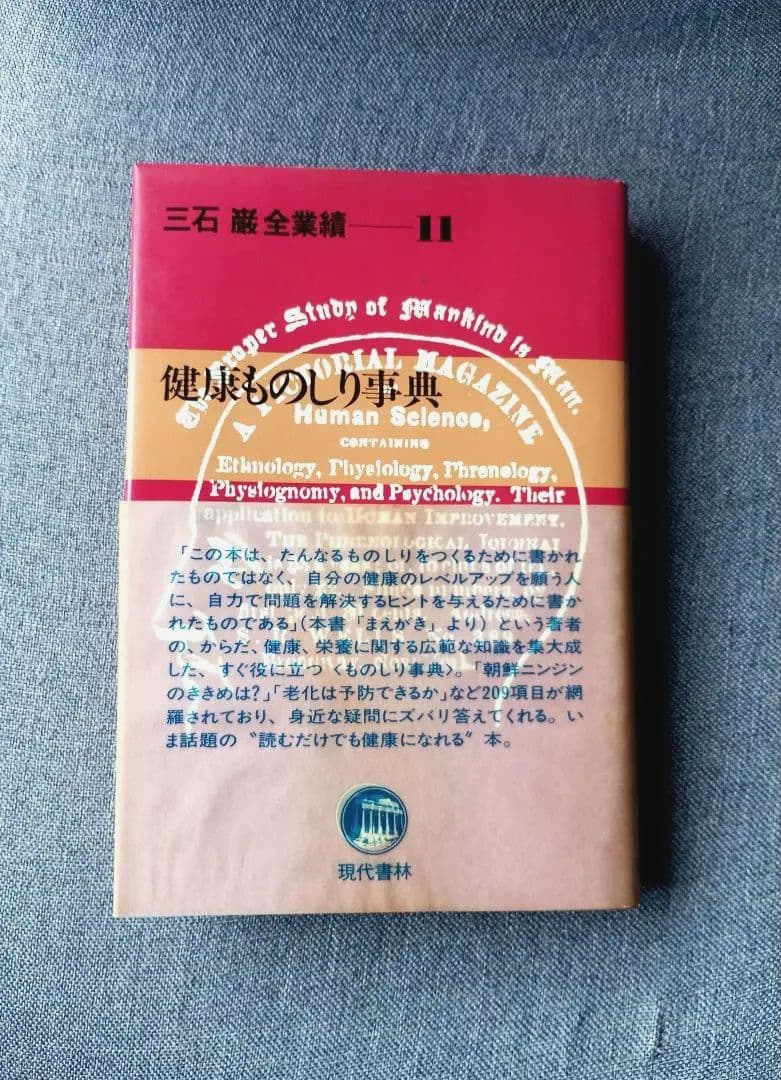 三石 巌 全業績——11
Proper Study of Mankind is Man.
A PICTORIAL MAGAZINE
健康ものしり事典
Human Science,
CONTAINING
Ethnology, Physiology, Phrenology,
Physiognomy, and Psychology. Their
application to HUMAN IMPROVEMENT.
THE PHRENOLOGICAL JOURNAL
「この本は、たんなるものしりをつくるために書かれ
たものではなく、自分の健康のレベルアップを願う人
に、自力で問題を解決するヒントを与えるために書か
れたものである」(本書「まえがき」より)という著者
の、からだ、健康、栄養に関する広範な知識を集大成
した、すぐ役に立つ〈ものしり事典〉。「朝鮮ニンジン
のききめは?」「老化は予防できるか」など209項目が網
羅されており、身近な疑問にズバリ答えてくれる。い
ま話題の〝読むだけでも健康になれる〟本。
現代書林